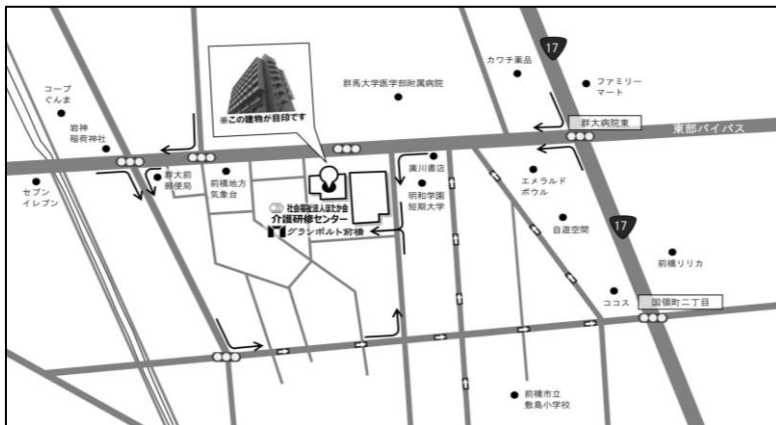 17
カワチ薬品
ファミリー
マート
群馬大学医学部附属病院
コープ
ぐんま
※この建物が目印です
群大病院東
東部バイパス
岩神
稲荷神社
セブン
イレブン
群大前
郵便局
前橋地方
気象台
廣川書店
明和学園
短期大学
エメラルド
ボウル
社会福祉法人ほたか会
介護研修センター
グランポルト前橋
自遊空間
17
前橋リリカ
ココス
国領町二丁目
前橋市立
敷島小学校